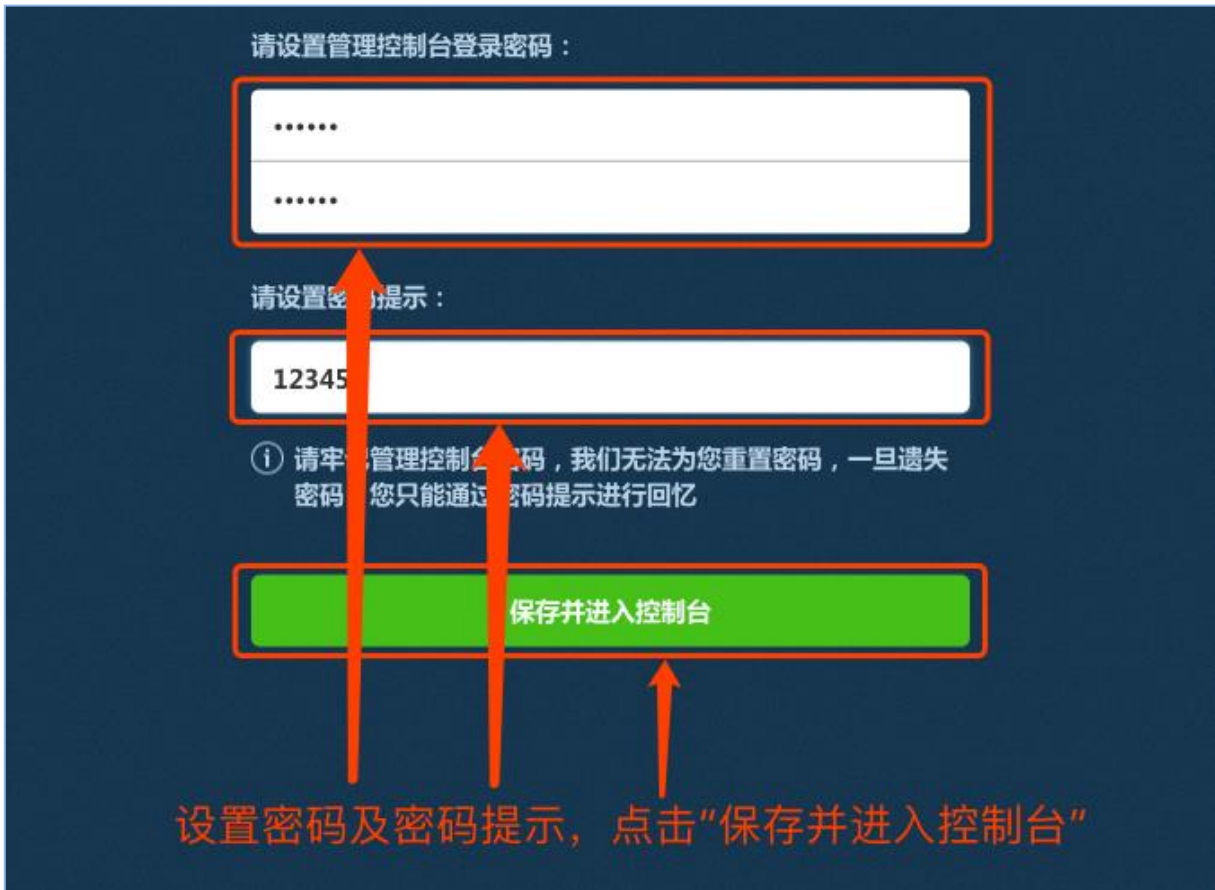 请设置管理控制台登录密码：
••••••
••••••
请设置密码提示：
12345
请牢记管理控制台密码，我们无法为您重置密码，一旦遗失
密码，您只能通过密码提示进行回忆
保存并进入控制台
设置密码及密码提示，点击“保存并进入控制台”